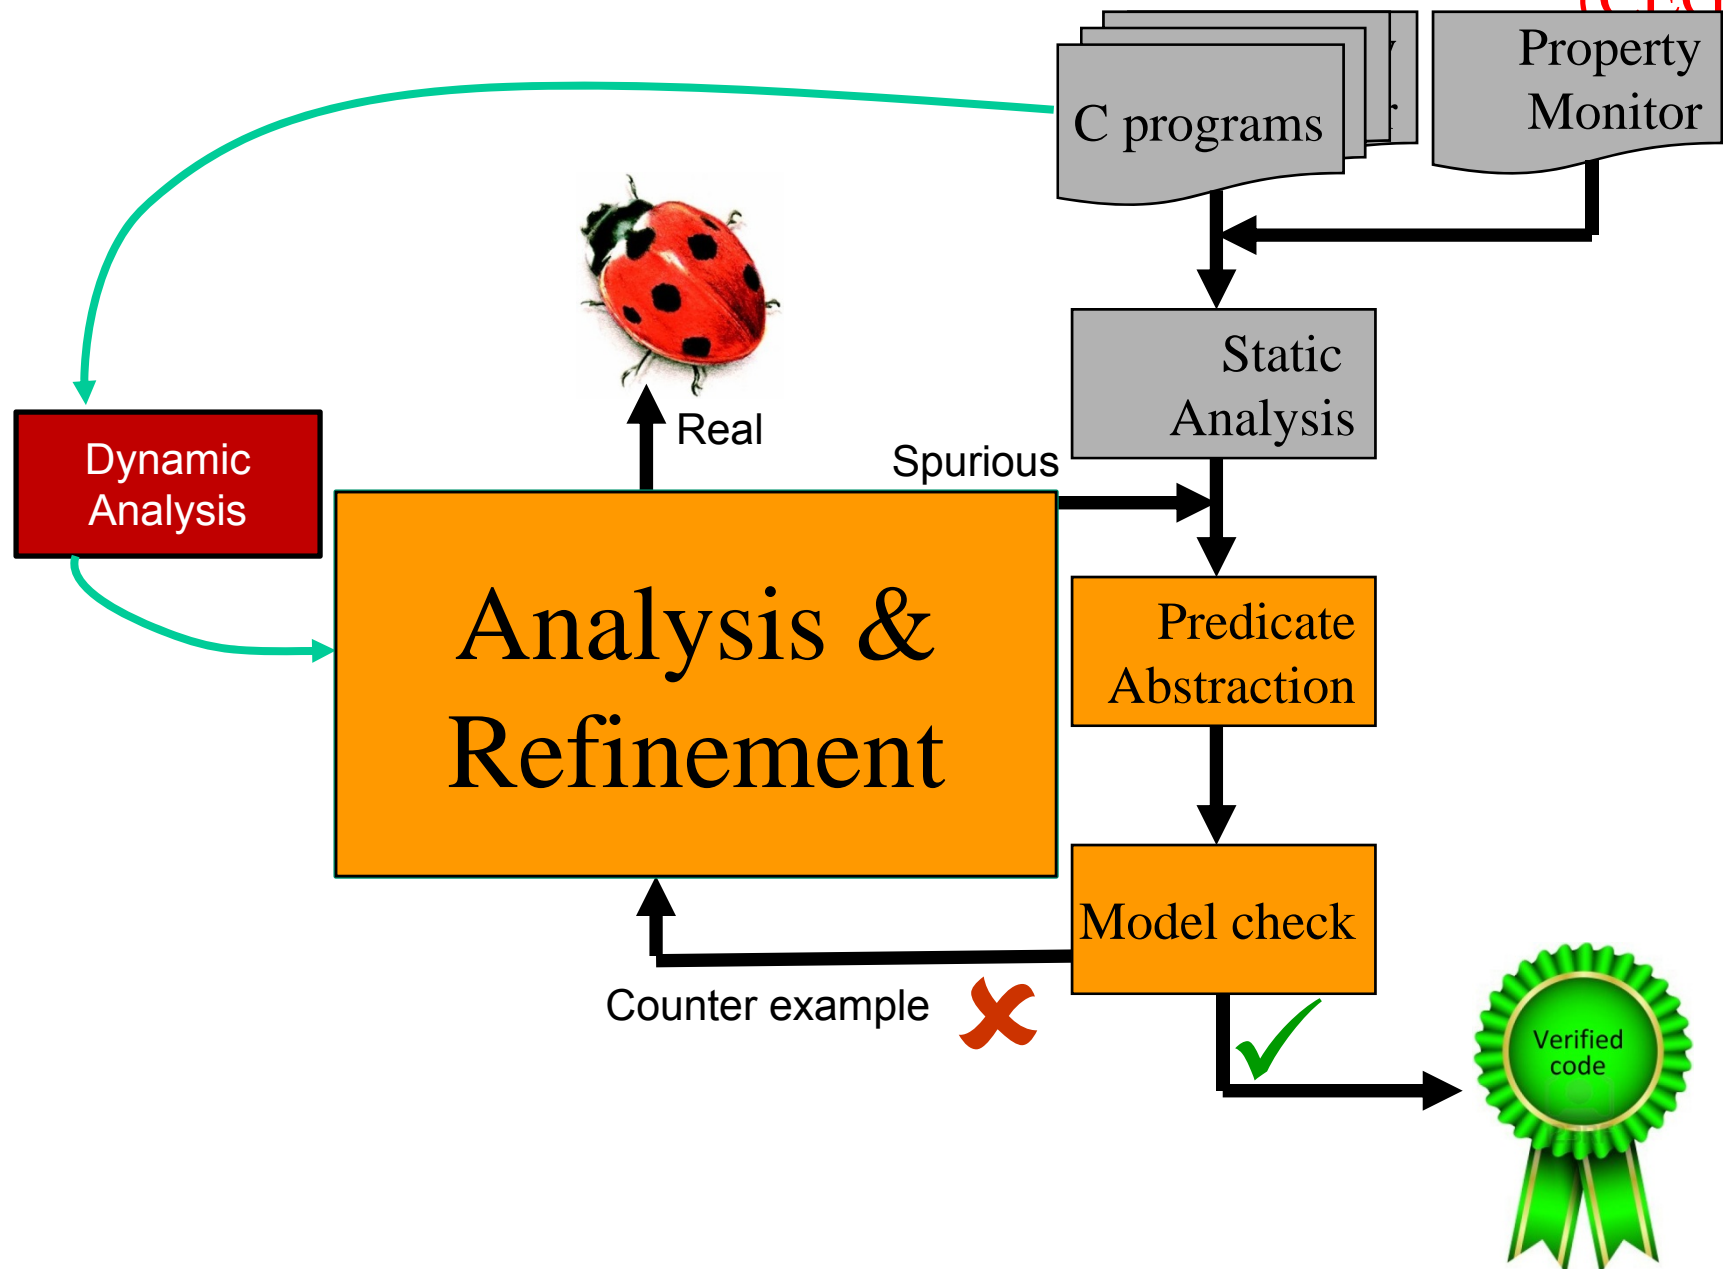 Property
Monitor
C programs
Static
Analysis
Real
Spurious
Dynamic
Analysis
Analysis &
Refinement
Predicate
Abstraction
Model check
Counter example
Verified
code